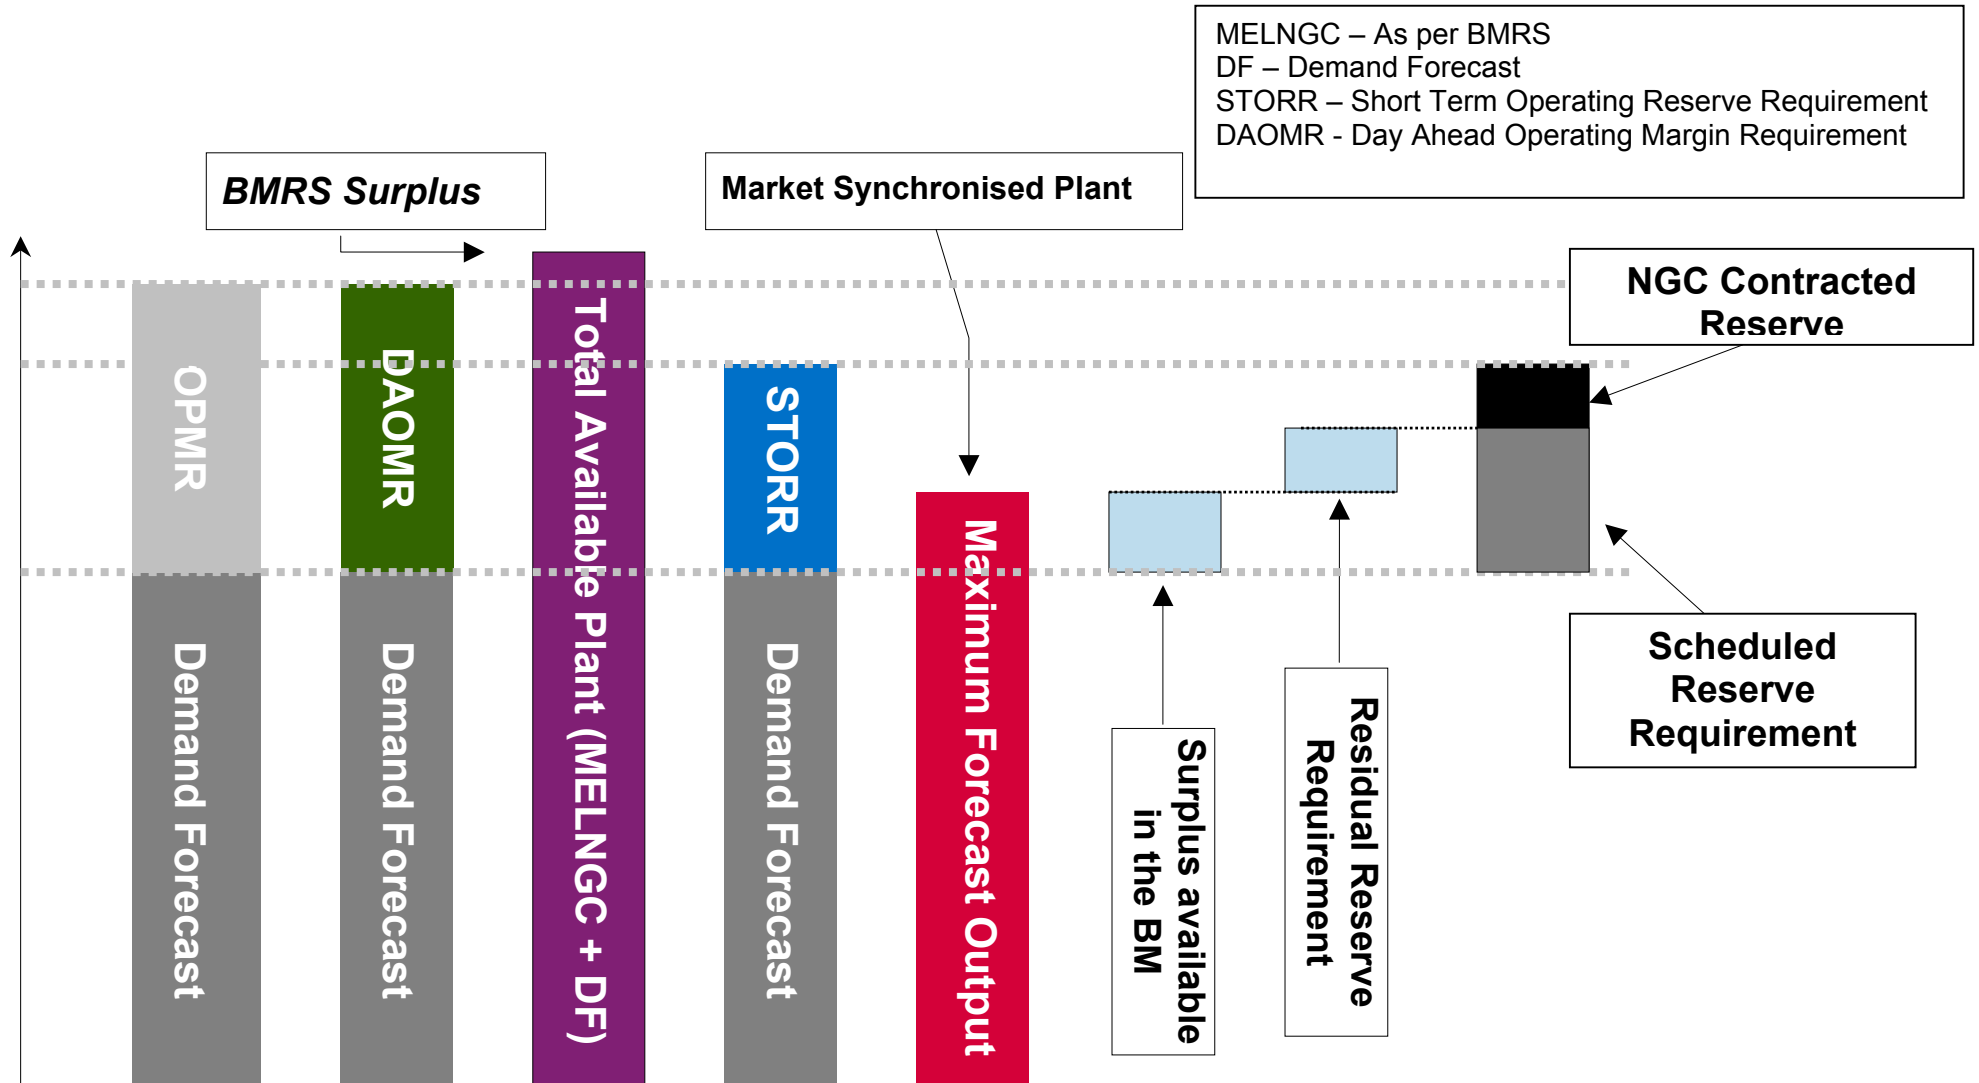 MELNGC – As per BMRS
DF – Demand Forecast
STORR – Short Term Operating Reserve Requirement
DAOMR - Day Ahead Operating Margin Requirement
BMRS Surplus
Market Synchronised Plant
NGC Contracted
Reserve
OPMR
Demand Forecast
DAOMR
Demand Forecast
Total Available Plant (MELNGC + DF)
STORR
Demand Forecast
Maximum Forecast Output
Surplus available
in the BM
Residual Reserve
Requirement
Scheduled
Reserve
Requirement